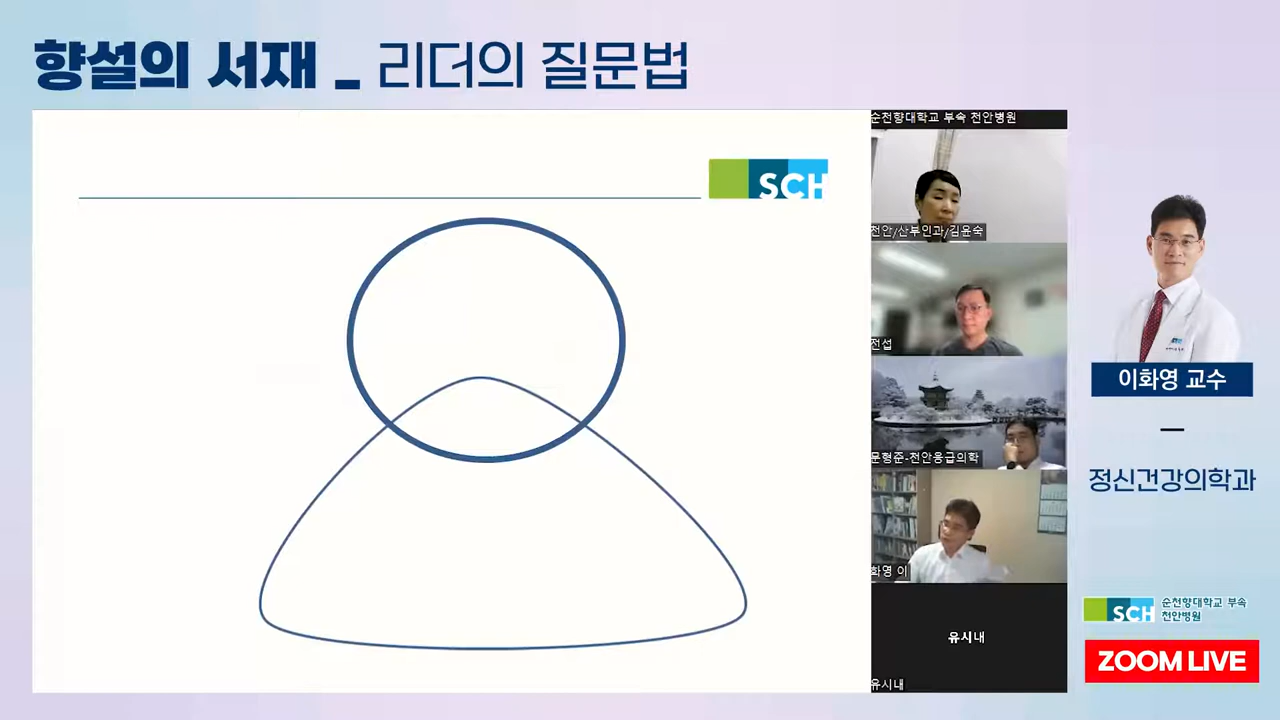 향설의 서재 _ 리더의 질문법
SCH
순천향대학교 부속 천안병원
천안/산부인과/김윤숙
전섭
문형준-천안응급의학
화영 이
유시내
유시내
이화영 교수
정신건강의학과
SCH 순천향대학교 부속
천안병원
ZOOM LIVE